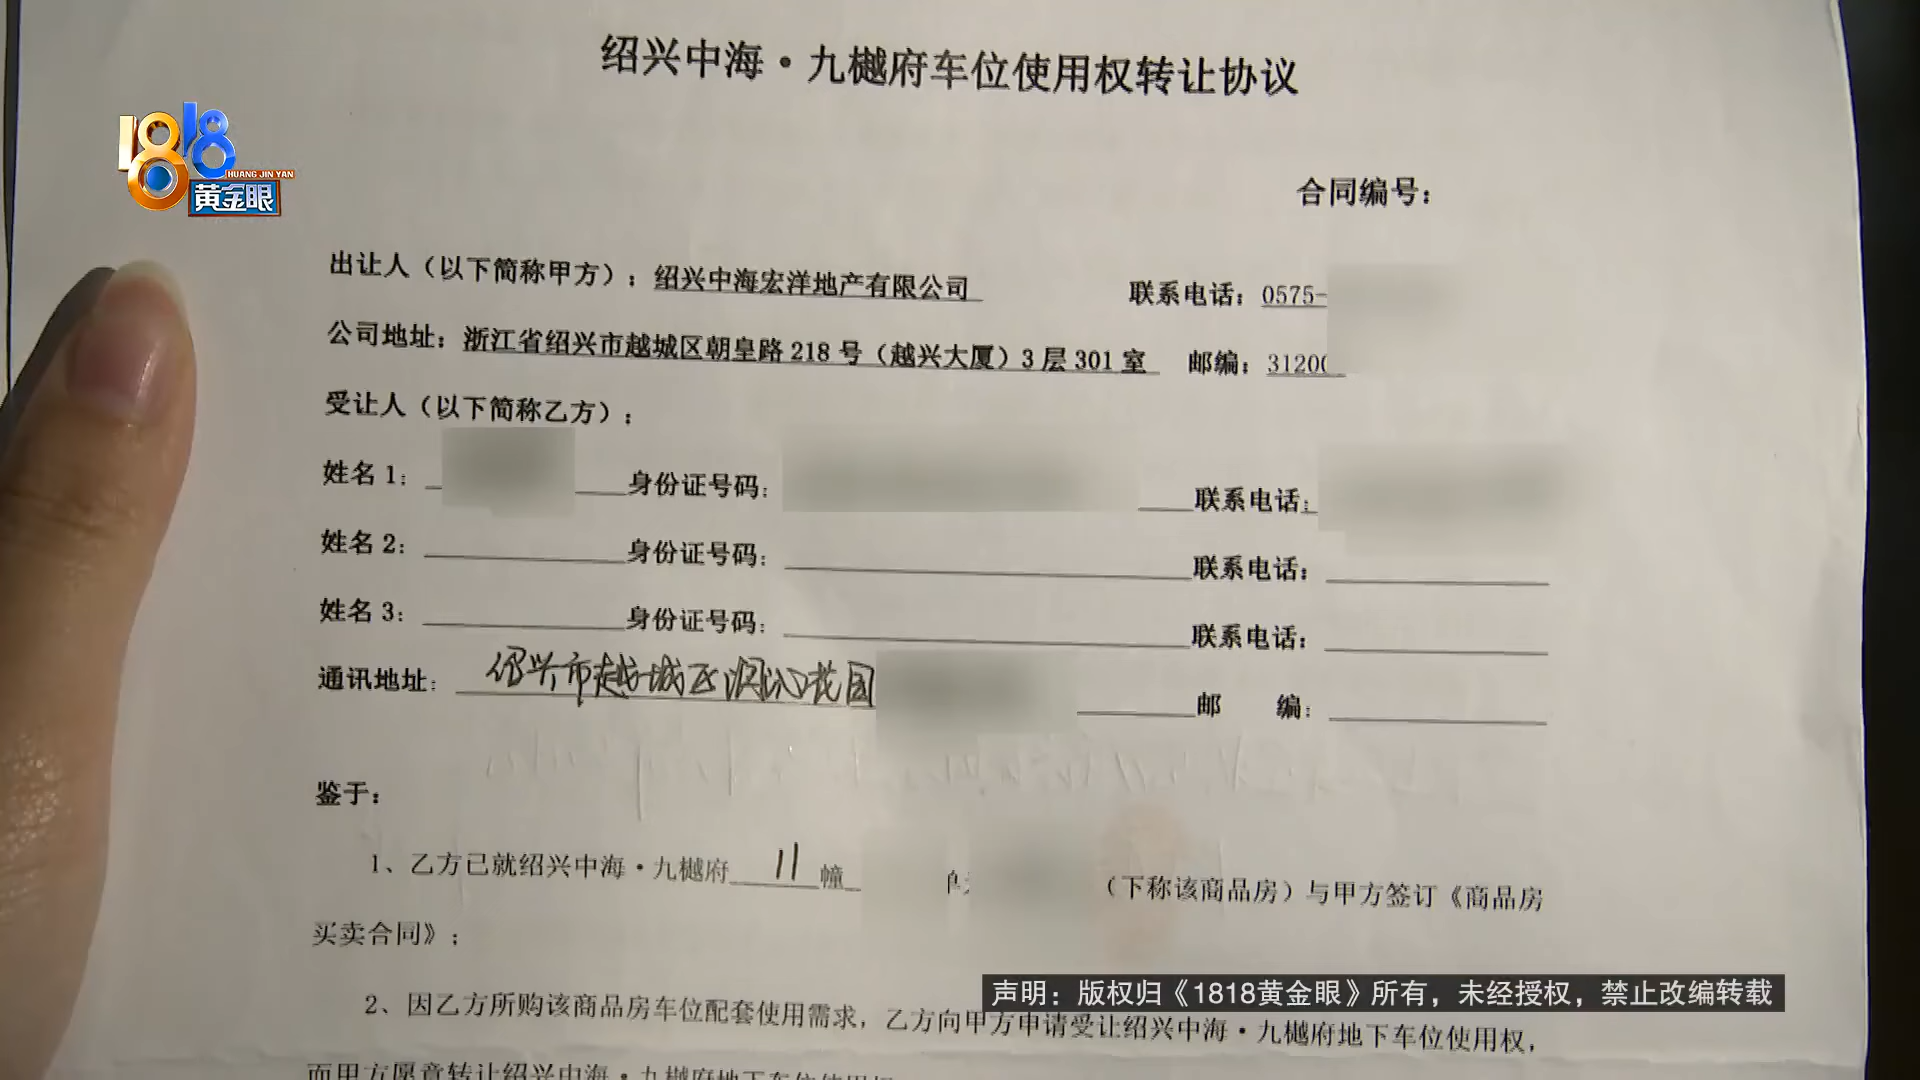 绍兴中海·九樾府车位使用权转让协议
1818
HUANG JIN YAN
黄金眼
合同编号：
出让人（以下简称甲方）：绍兴中海宏洋地产有限公司 联系电话：0575-
公司地址：浙江省绍兴市越城区朝皇路 218 号（越兴大厦）3 层 301 室 邮编：31200
受让人（以下简称乙方）：
姓名 1： 身份证号码： 联系电话：
姓名 2： 身份证号码： 联系电话：
姓名 3： 身份证号码： 联系电话：
通讯地址：绍兴市越城区 花园 邮 编：
鉴于：
1、乙方已就绍兴中海·九樾府 11 幢 （下称该商品房）与甲方签订《商品房
买卖合同》；
2、因乙方所购该商品房车位配套使用需求，乙方向甲方申请受让绍兴中海·九樾府地下车位使用权，
而甲方愿意转让绍兴中海·九樾府地下车位使用权
声明：版权归《1818黄金眼》所有，未经授权，禁止改编转载